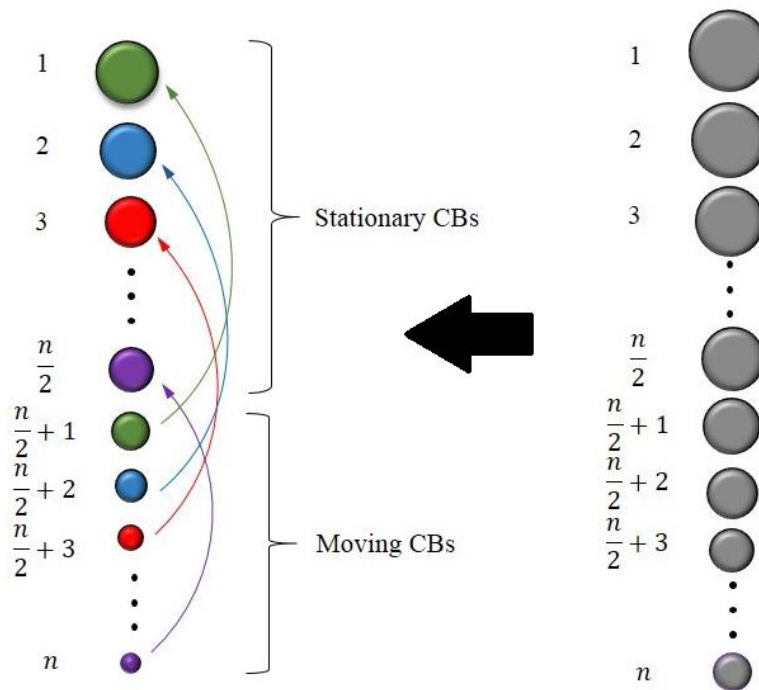 1
2
3
n/2
n/2 + 1
n/2 + 2
n/2 + 3
n
Stationary CBs
Moving CBs
1
2
3
n/2
n/2 + 1
n/2 + 2
n/2 + 3
n